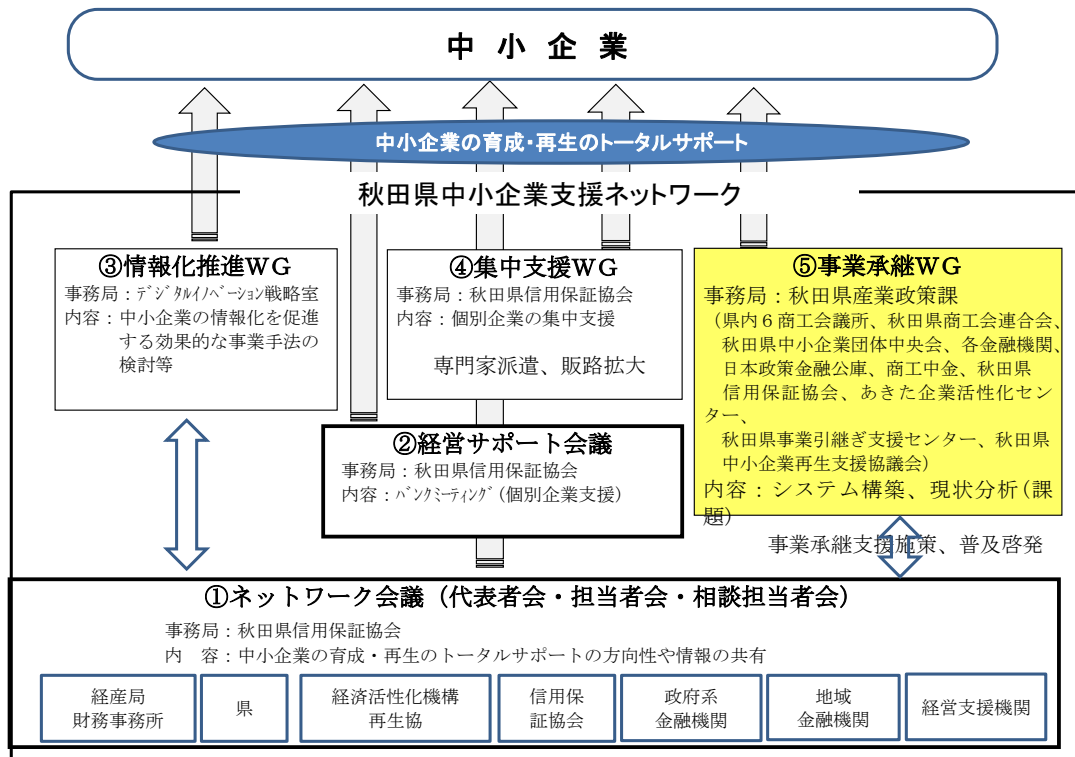 中 小 企 業
中小企業の育成・再生のトータルサポート
秋田県中小企業支援ネットワーク
③情報化推進ＷＧ
事務局：ﾃﾞｼﾞﾀﾙｲﾉﾍﾞｰｼｮﾝ戦略室
内容：中小企業の情報化を促進
する効果的な事業手法の
検討等
④集中支援ＷＧ
事務局：秋田県信用保証協会
内容：個別企業の集中支援
専門家派遣、販路拡大
⑤事業承継ＷＧ
事務局：秋田県産業政策課
（県内６商工会議所、秋田県商工会連合会、
秋田県中小企業団体中央会、各金融機関、
日本政策金融公庫、商工中金、秋田県
信用保証協会、あきた企業活性化セン
ター、
秋田県事業引継ぎ支援センター、秋田県
中小企業再生支援協議会）
内容：システム構築、現状分析(課
題)
事業承継支援施策、普及啓発
②経営サポート会議
事務局：秋田県信用保証協会
内容：ﾊﾞﾝｸﾐｰﾃｨﾝｸﾞ(個別企業支援)
①ネットワーク会議（代表者会・担当者会・相談担当者会）
事務局：秋田県信用保証協会
内　容：中小企業の育成・再生のトータルサポートの方向性や情報の共有
経産局
財務事務所
県
経済活性化機構
再生協
信用保
証協会
政府系
金融機関
地域
金融機関
経営支援機関